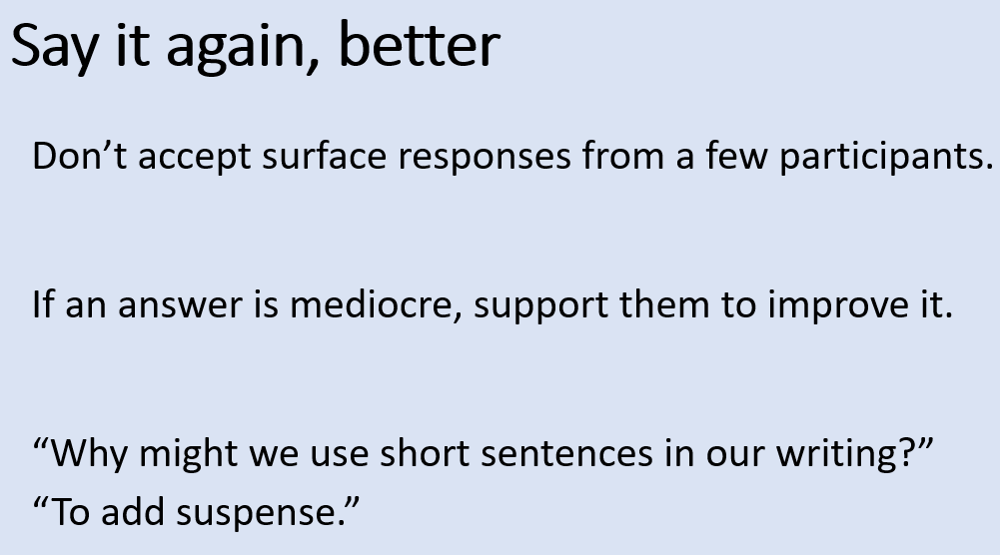 Say it again, better
Don’t accept surface responses from a few participants.
If an answer is mediocre, support them to improve it.
“Why might we use short sentences in our writing?”
“To add suspense.”